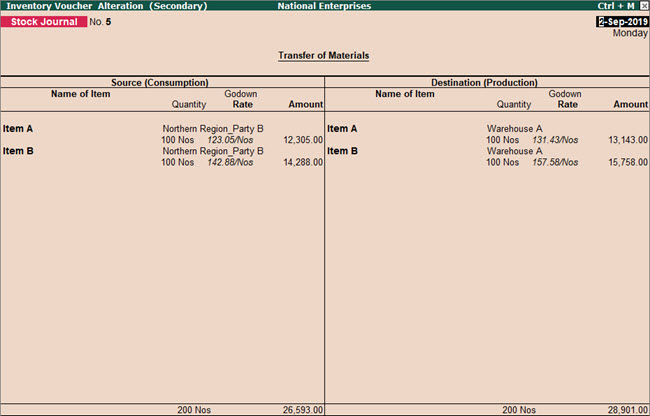 Inventory Voucher Alteration (Secondary) National Enterprises Ctrl + M
Stock Journal No. 5 2-Sep-2019
Monday
Transfer of Materials
Source (Consumption) Destination (Production)
Name of Item Godown Name of Item Godown
Quantity Rate Amount Quantity Rate Amount
Item A Northern Region_Party B Item A Warehouse A
100 Nos 123.05/Nos 12,305.00 100 Nos 131.43/Nos 13,143.00
Item B Northern Region_Party B Item B Warehouse A
100 Nos 142.88/Nos 14,288.00 100 Nos 157.58/Nos 15,758.00
200 Nos 26,593.00 200 Nos 28,901.00